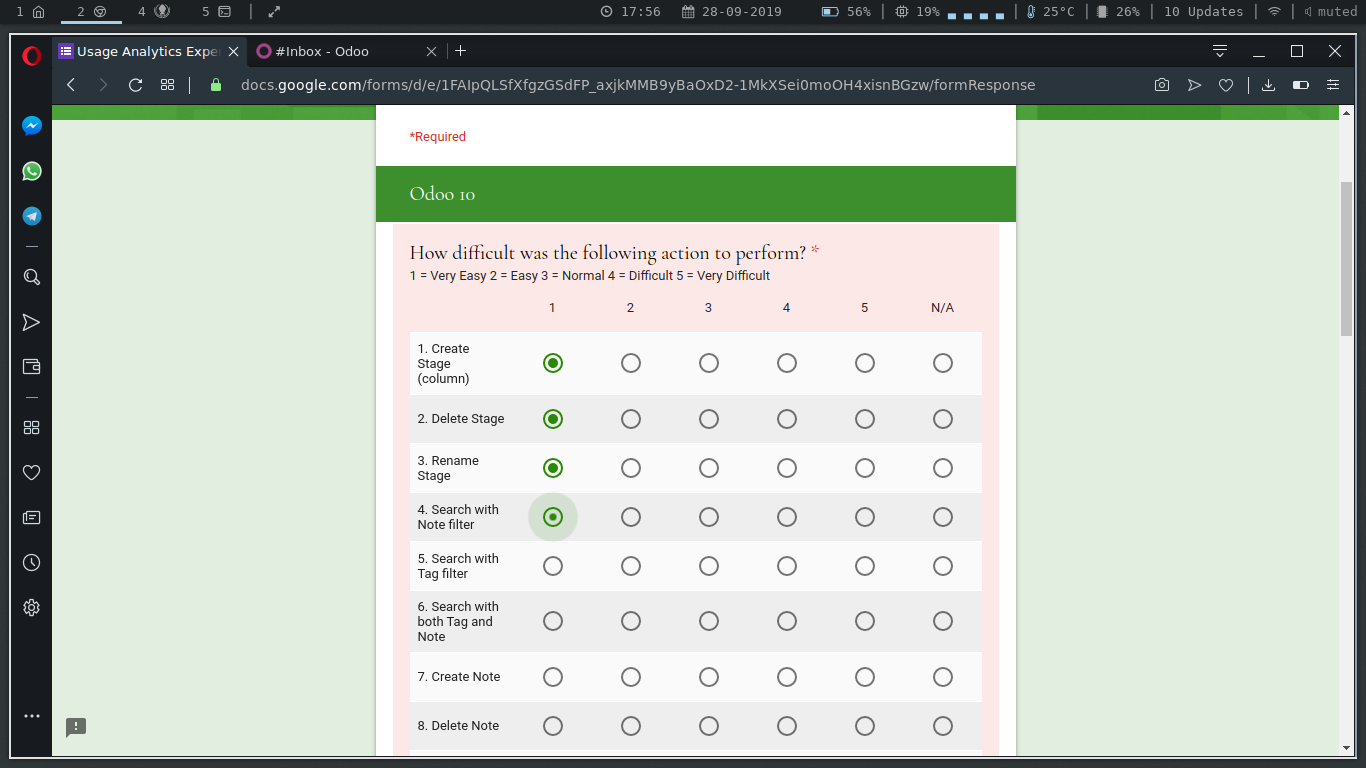 1 2 4 5 17:56 28-09-2019 56% 19% 25°C 26% 10 Updates muted
Usage Analytics Expe #Inbox - Odoo
docs.google.com/forms/d/e/1FAIpQLSfXfgzGSdFP_axjkMMB9yBaOxD2-1MkXSei0moOH4xisnBGzw/formResponse
*Required
Odoo 10
How difficult was the following action to perform? *
1 = Very Easy 2 = Easy 3 = Normal 4 = Difficult 5 = Very Difficult
1 2 3 4 5 N/A
1. Create
Stage
(column)
2. Delete Stage
3. Rename
Stage
4. Search with
Note filter
5. Search with
Tag filter
6. Search with
both Tag and
Note
7. Create Note
8. Delete Note